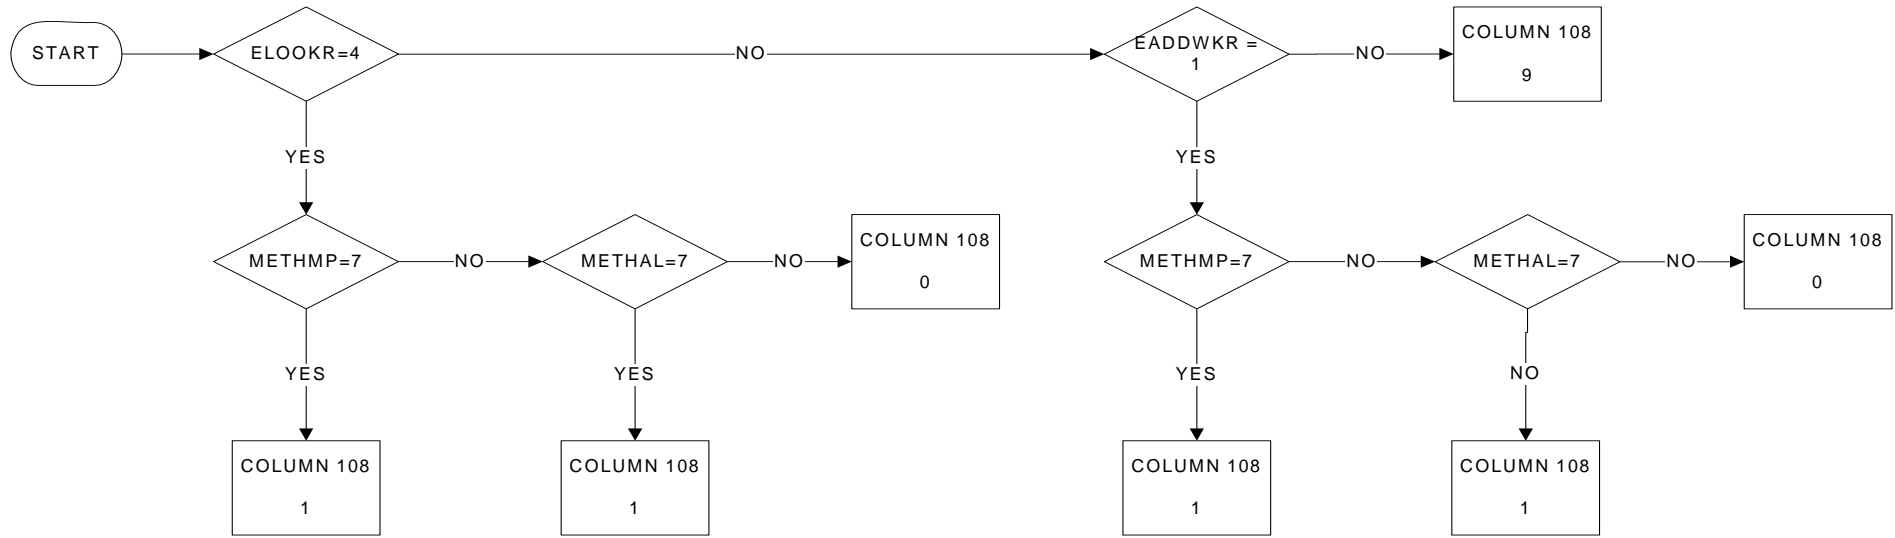 START
ELOOKR=4
NO
EADDWKR =
1
NO
COLUMN 108
9
YES
YES
METHMP=7
NO
METHAL=7
NO
COLUMN 108
0
METHMP=7
NO
METHAL=7
NO
COLUMN 108
0
YES
YES
YES
NO
COLUMN 108
1
COLUMN 108
1
COLUMN 108
1
COLUMN 108
1